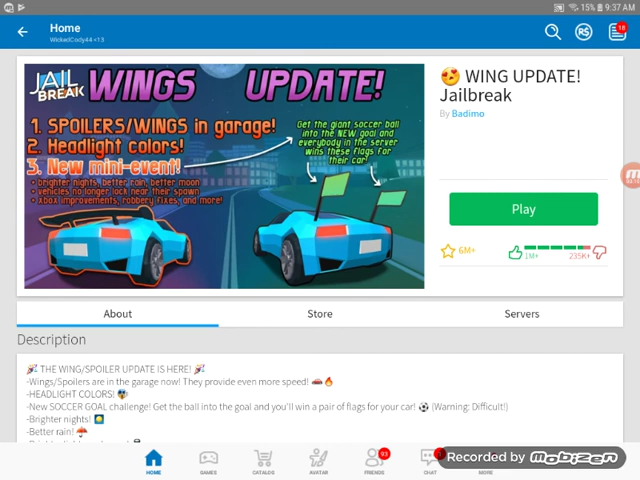 15% 9:37 AM
Home
WickedCody44 <13
R$
18
JAIL
BREAK
WINGS UPDATE!
1. SPOILERS/WINGS in garage!
2. Headlight colors!
3. New mini-event!
• brighter nights, better rain, better moon
• vehicles no longer lock near their spawn
• Xbox improvements, robbery fixes, and more!
Get the giant soccer ball
into the NEW goal and
everybody in the server
wins these flags for
their car!
😍 WING UPDATE!
Jailbreak
By Badimo
Play
6M+
1M+
235K+
About
Store
Servers
Description
🎉 THE WING/SPOILER UPDATE IS HERE! 🎉
-Wings/Spoilers are in the garage now! They provide even more speed! 🚗🔥
-HEADLIGHT COLORS!
-New SOCCER GOAL challenge! Get the ball into the goal and you'll win a pair of flags for your car! ⚽ (Warning: Difficult!)
-Brighter nights!
-Better rain! ☔
93
HOME
GAMES
CATALOG
AVATAR
FRIENDS
CHAT
MORE
Recorded by mobizen